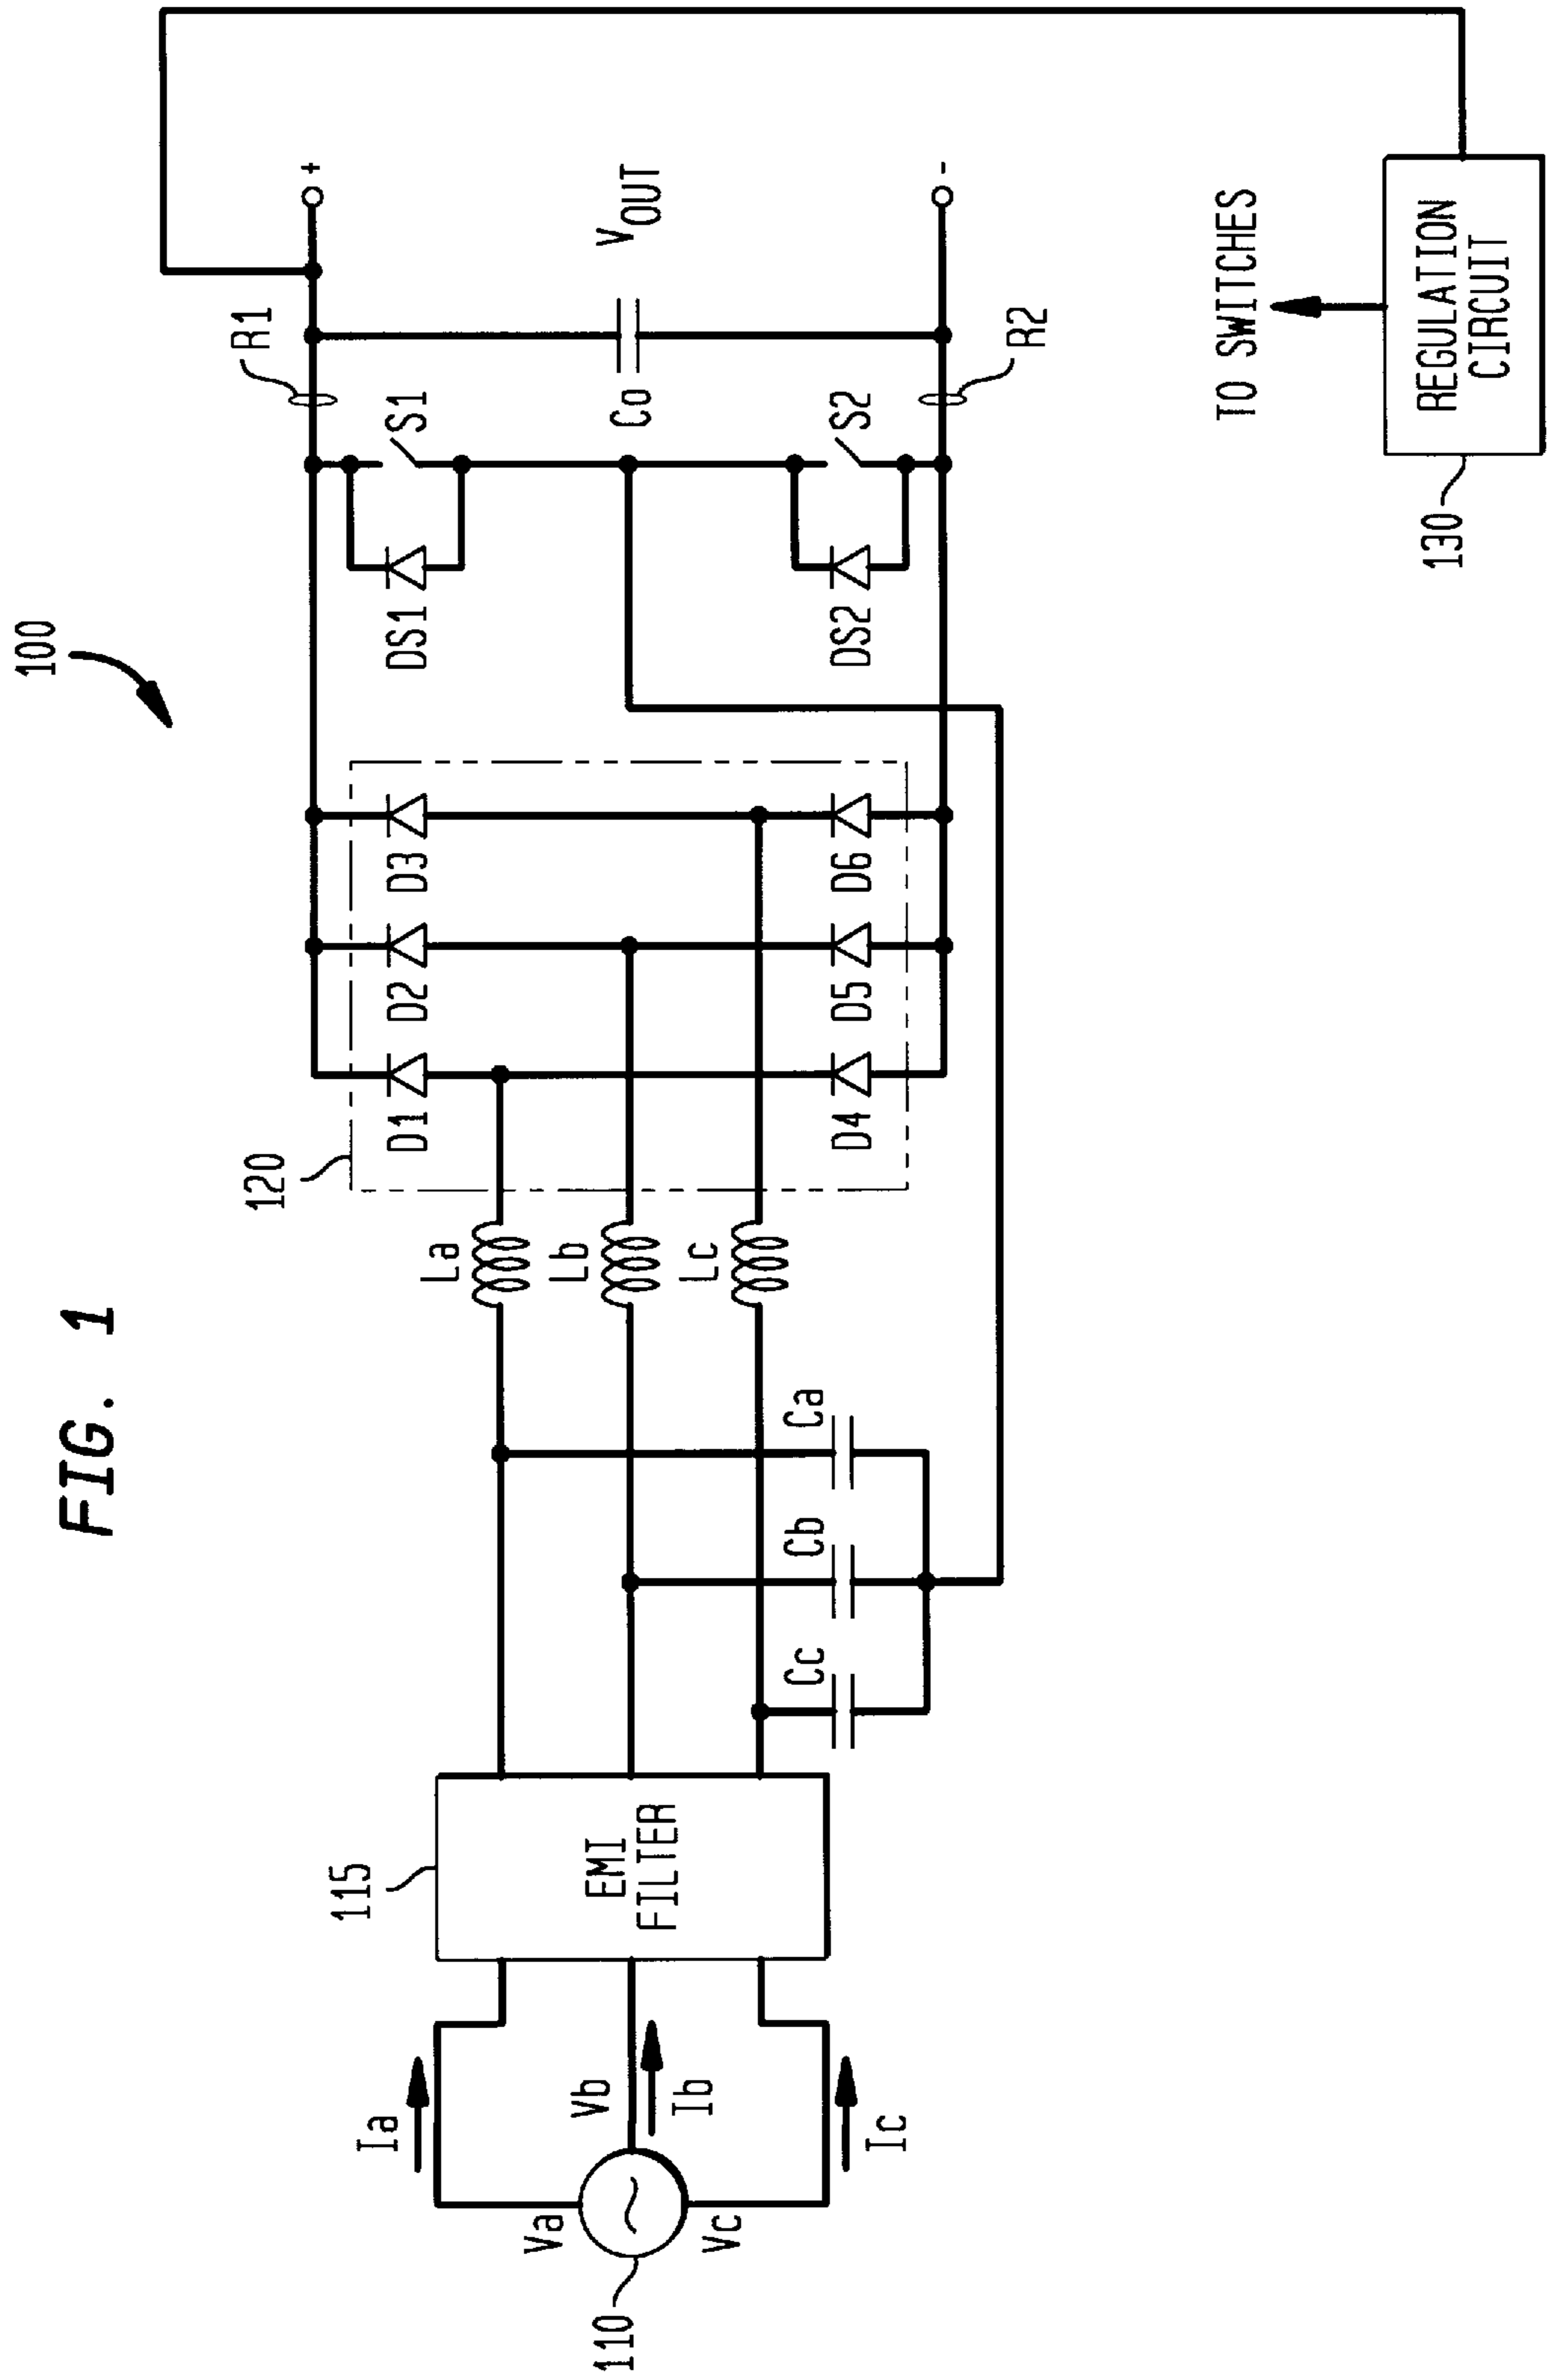 FIG. 1
100
R1
+
120
D1
D2
D3
DS1
S1
La
Lb
Lc
Co
VOUT
115
EMI
FILTER
Ia
Va
Vb
Ib
Vc
Ic
110
Cc
Cb
Ca
D4
D5
D6
DS2
S2
-
R2
TO SWITCHES
130
REGULATION
CIRCUIT